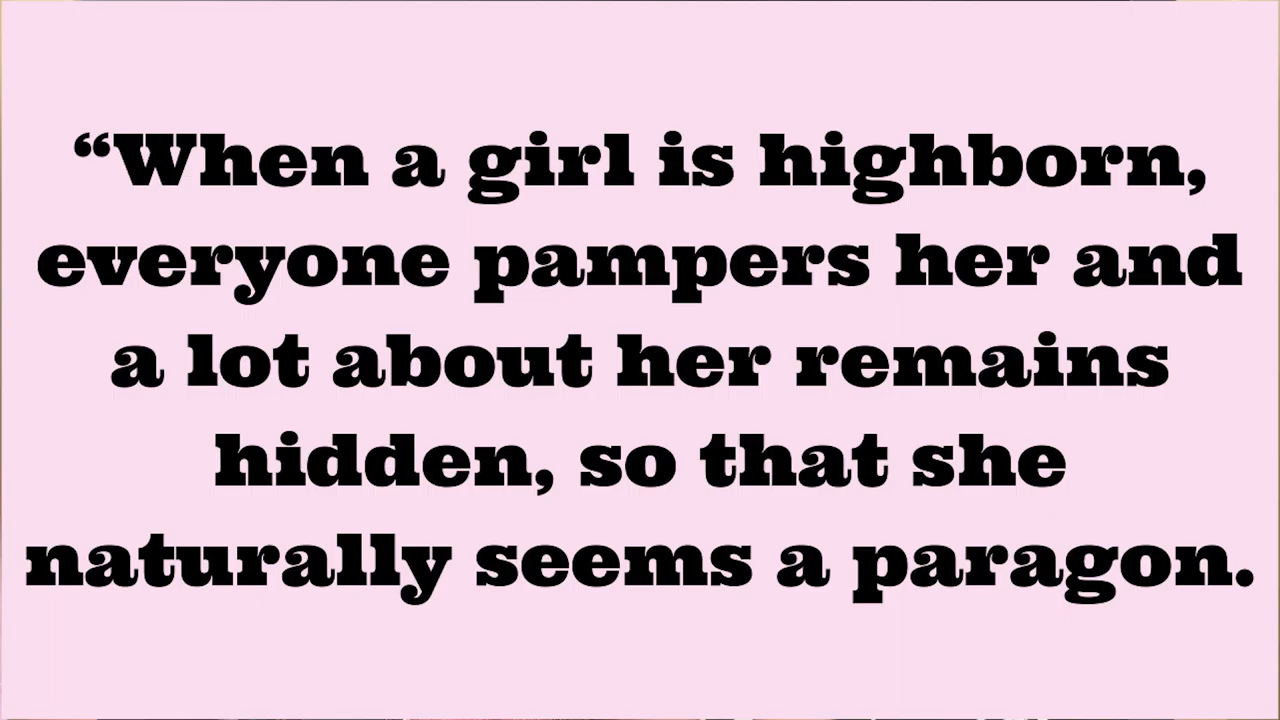 “When a girl is highborn,
everyone pampers her and
a lot about her remains
hidden, so that she
naturally seems a paragon.